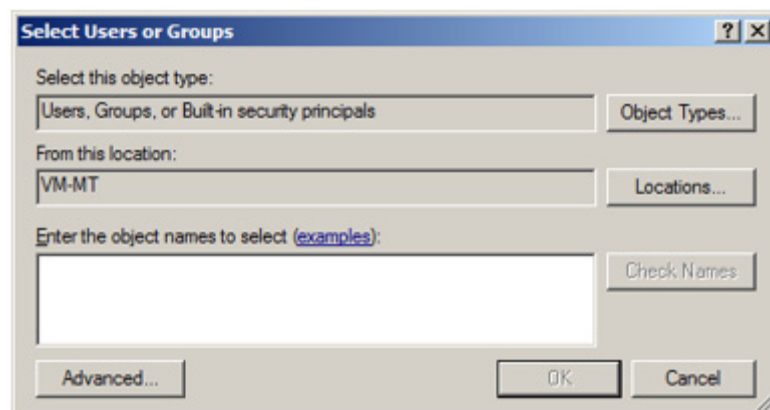 Select Users or Groups
Select this object type:
Users, Groups, or Built-in security principals
Object Types...
From this location:
VM-MT
Locations...
Enter the object names to select (examples):
Check Names
Advanced...
OK
Cancel